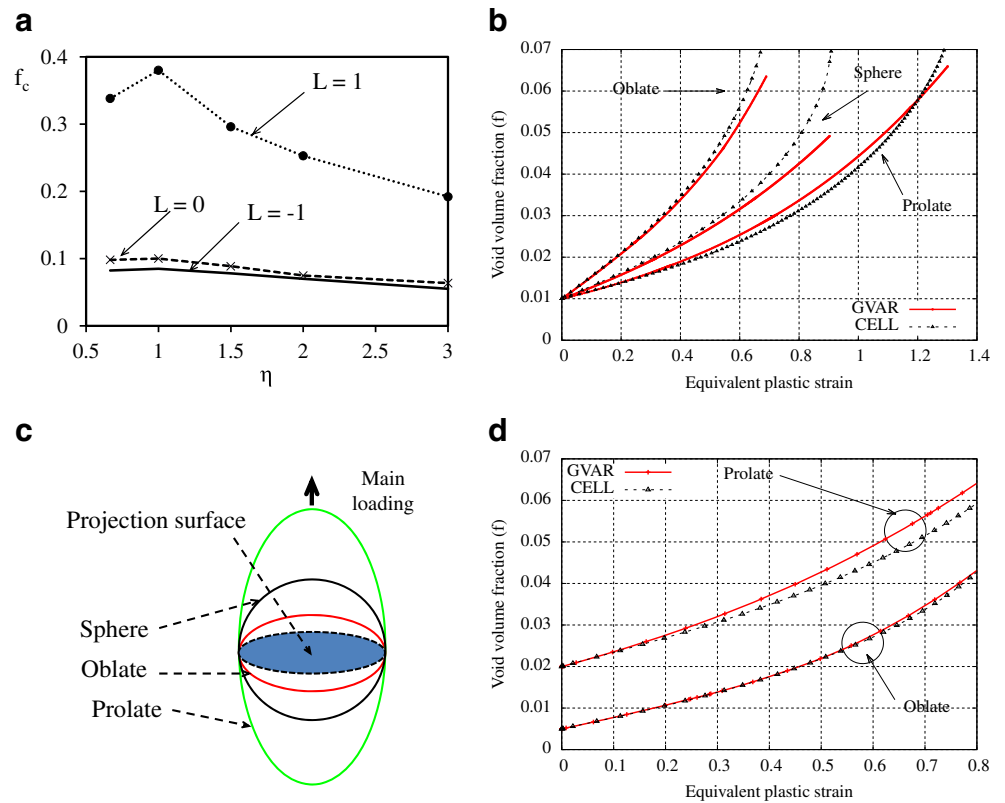 a
0.4
0.3
0.2
0.1
0
f_c
L = 1
L = 0
L = -1
0.5 1 1.5 2 2.5 3
η
b
0.07
0.06
0.05
0.04
0.03
0.02
0.01
0
Void volume fraction (f)
Oblate
Sphere
Prolate
GVAR
CELL
0 0.2 0.4 0.6 0.8 1 1.2 1.4
Equivalent plastic strain
c
Main
loading
Projection surface
Sphere
Oblate
Prolate
d
0.07
0.06
0.05
0.04
0.03
0.02
0.01
0
Void volume fraction (f)
GVAR
CELL
Prolate
Oblate
0 0.1 0.2 0.3 0.4 0.5 0.6 0.7 0.8
Equivalent plastic strain